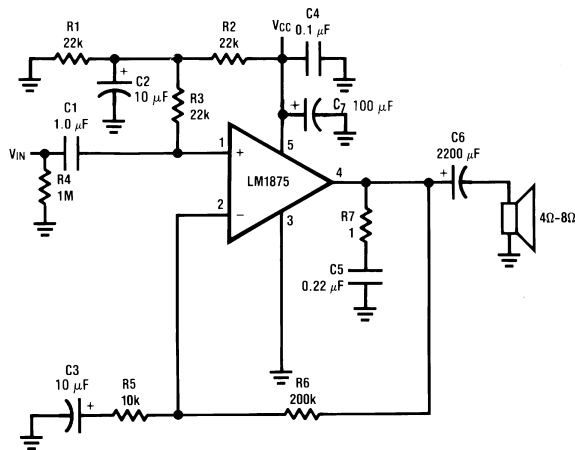 R1
22k
R2
22k
VCC
C4
0.1 μF
+
C2
10 μF
R3
22k
+
C7 100 μF
C1
1.0 μF
VIN
R4
1M
1
+
5
LM1875
4
2
−
3
R7
1
C5
0.22 μF
C6
2200 μF
+
4Ω-8Ω
C3
10 μF
+
R5
10k
R6
200k